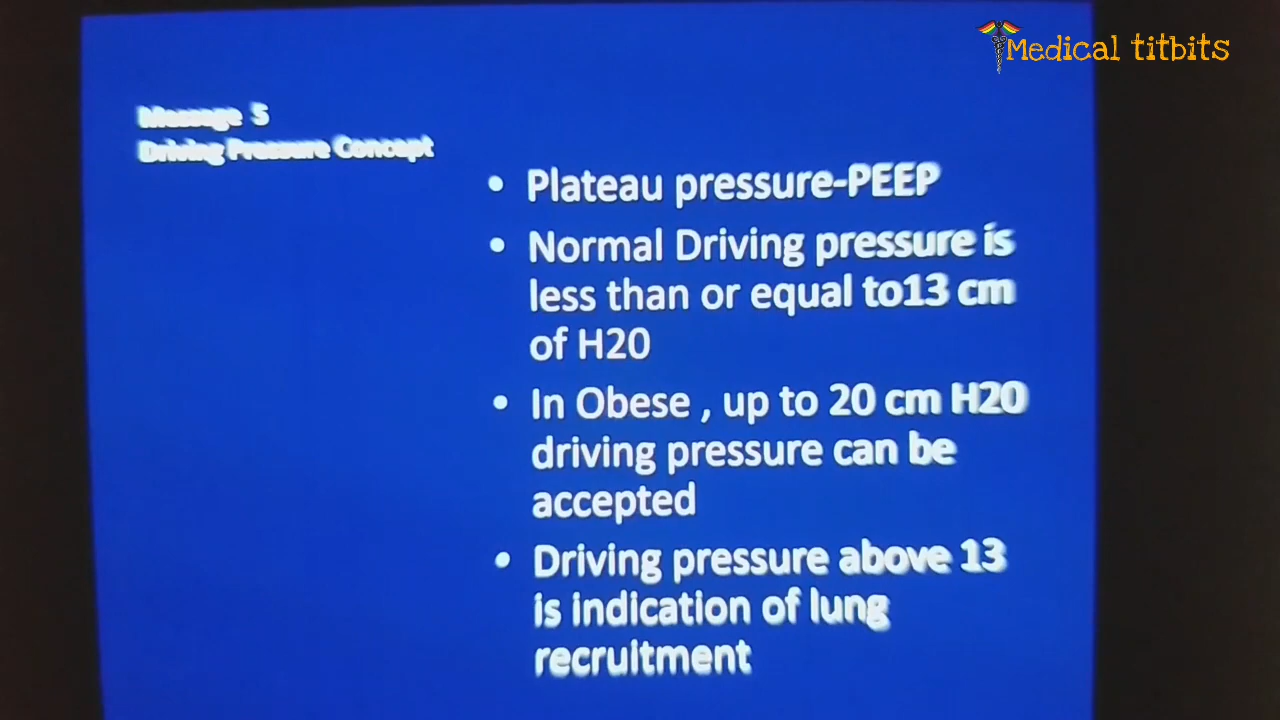 Medical titbits
Message 5
Driving Pressure Concept
• Plateau pressure-PEEP
• Normal Driving pressure is
less than or equal to13 cm
of H20
• In Obese , up to 20 cm H20
driving pressure can be
accepted
• Driving pressure above 13
is indication of lung
recruitment